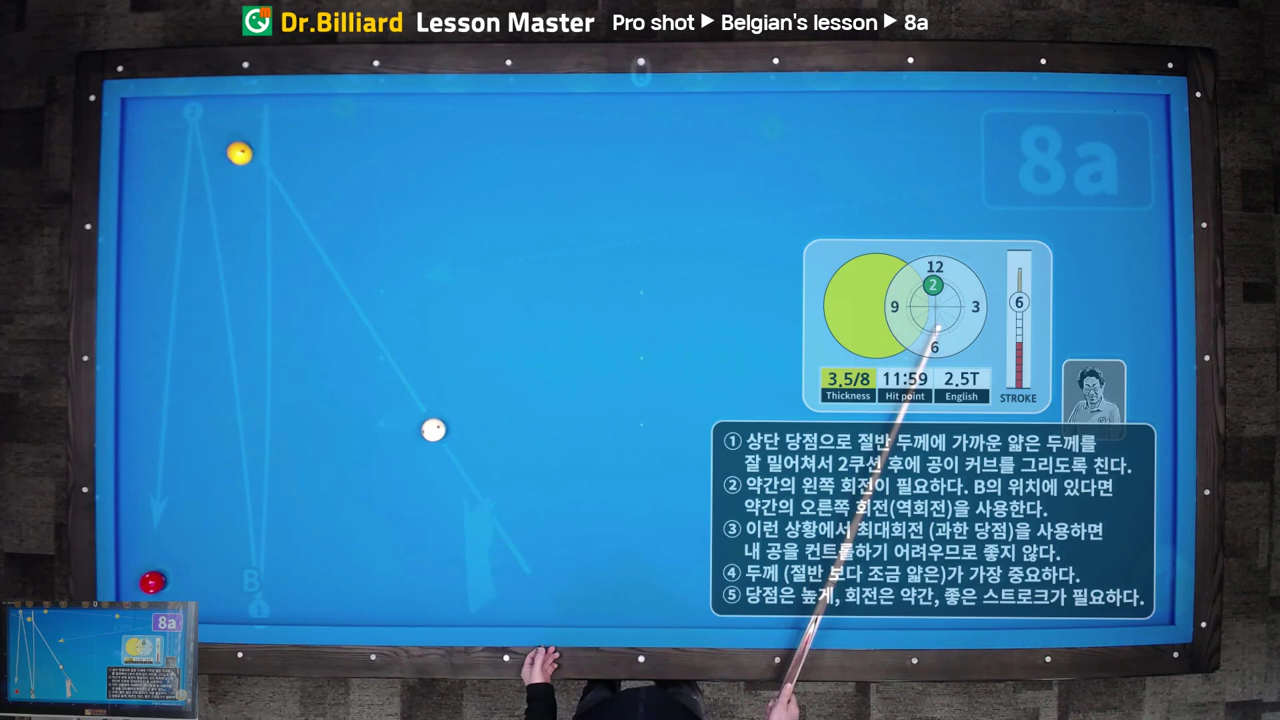 Dr.Billiard Lesson Master Pro shot ▶ Belgian's lesson ▶ 8a
0
2
8a
12
2
9 3
6
6
3.5/8 11:59 2.5T
Thickness Hit point English
STROKE
① 상단 당점으로 절반 두께에 가까운 얇은 두께를
잘 밀어쳐서 2쿠션 후에 공이 커브를 그리도록 친다.
② 약간의 왼쪽 회전이 필요하다. B의 위치에 있다면
약간의 오른쪽 회전(역회전)을 사용한다.
③ 이런 상황에서 최대회전 (과한 당점)을 사용하면
내 공을 컨트롤하기 어려우므로 좋지 않다.
④ 두께 (절반 보다 조금 얇은)가 가장 중요하다.
⑤ 당점은 높게, 회전은 약간, 좋은 스트로크가 필요하다.
B
1
8a